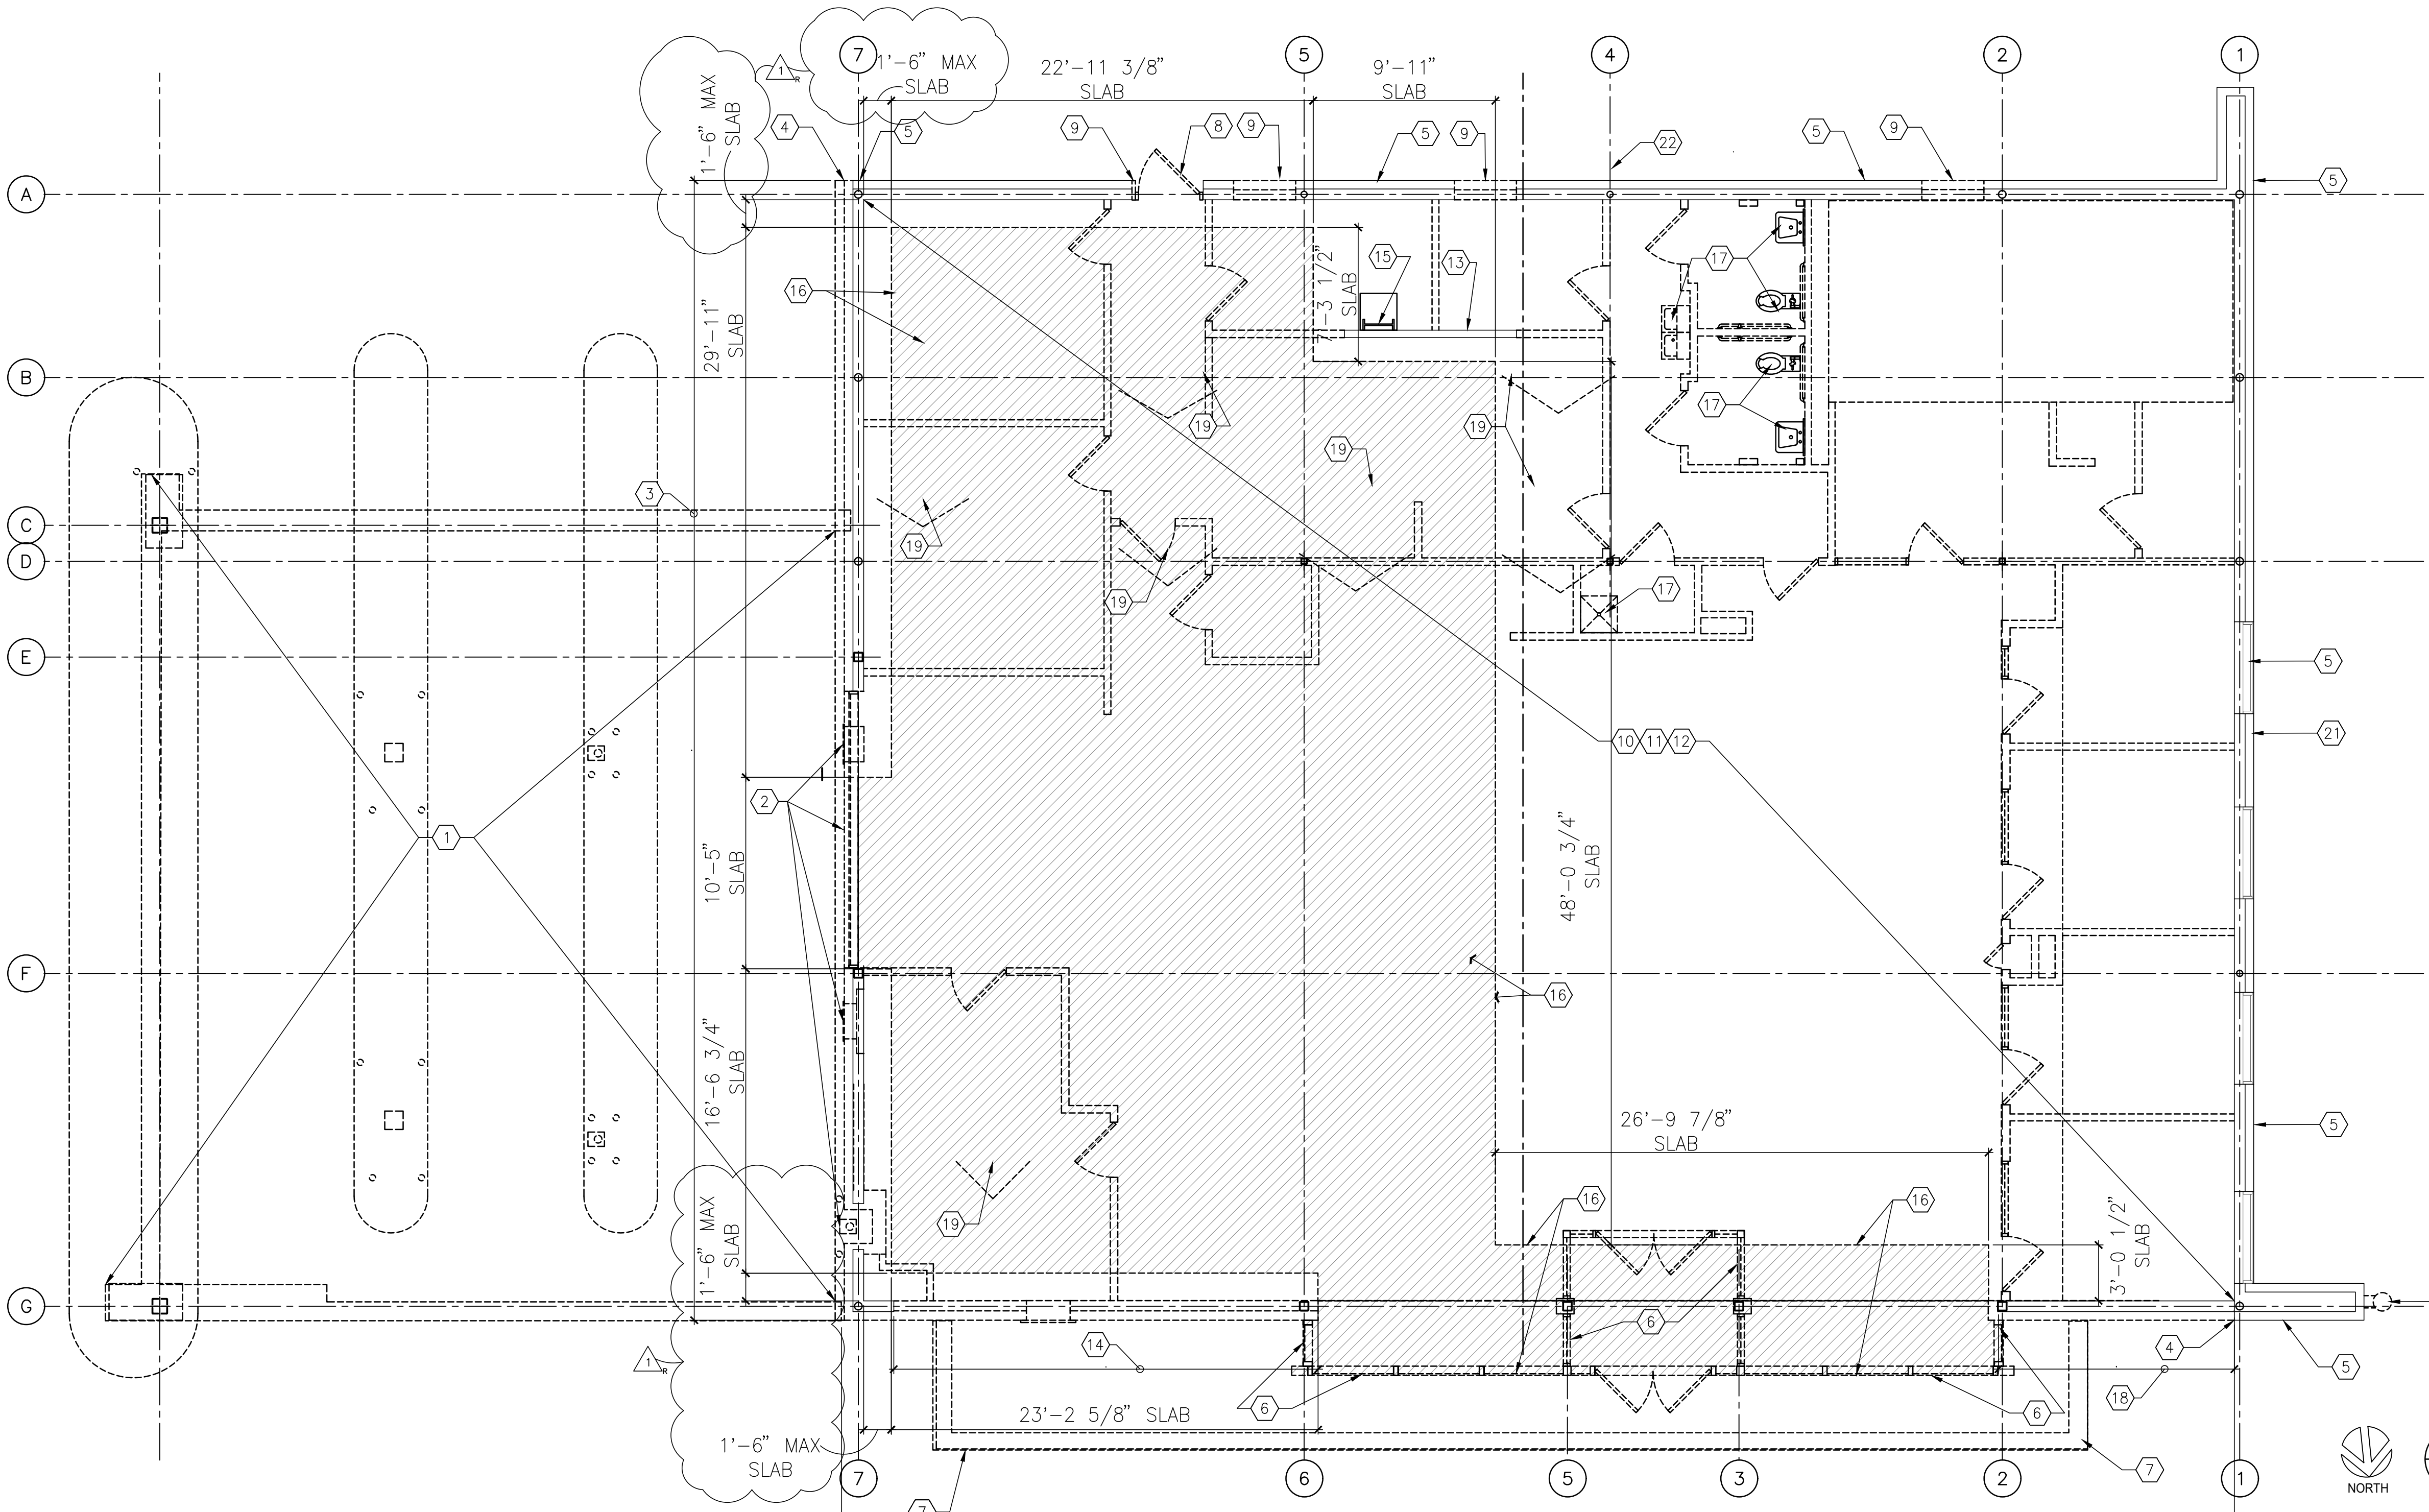 7
5
4
2
1
1'-6" MAX
SLAB
22'-11 3/8"
SLAB
9'-11"
SLAB
1
R
1'-6" MAX
SLAB
4
5
9
8
9
5
9
22
5
9
5
A
16
29'-11"
SLAB
7'-3 1/2"
SLAB
15
13
17
B
17
19
19
19
C
3
D
19
19
17
E
5
10
11
12
21
2
1
10'-5"
SLAB
48'-0 3/4"
SLAB
F
16
16'-6 3/4"
SLAB
26'-9 7/8"
SLAB
5
16
16
19
1'-6" MAX
SLAB
3'-0 1/2"
SLAB
G
6
14
4
5
1
R
18
6
6
23'-2 5/8" SLAB
1'-6" MAX
SLAB
7
6
5
3
2
1
7
7
NORTH